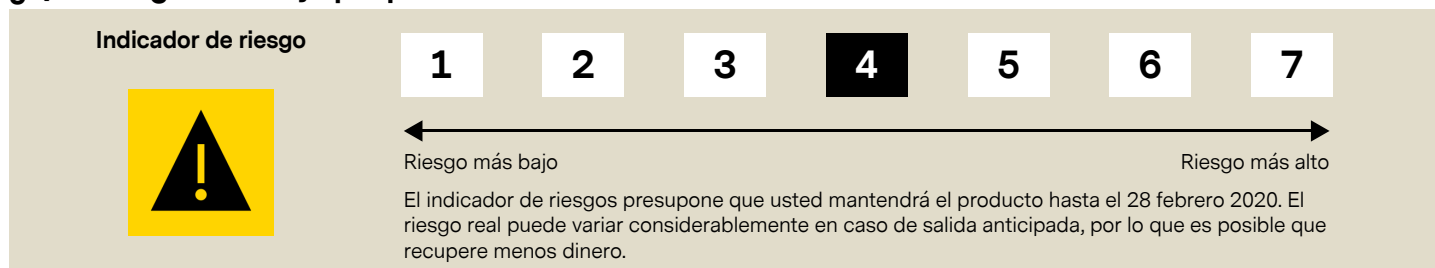 Indicador de riesgo
1 2 3 4 5 6 7
Riesgo más bajo Riesgo más alto
El indicador de riesgos presupone que usted mantendrá el producto hasta el 28 febrero 2020. El
riesgo real puede variar considerablemente en caso de salida anticipada, por lo que es posible que
recupere menos dinero.